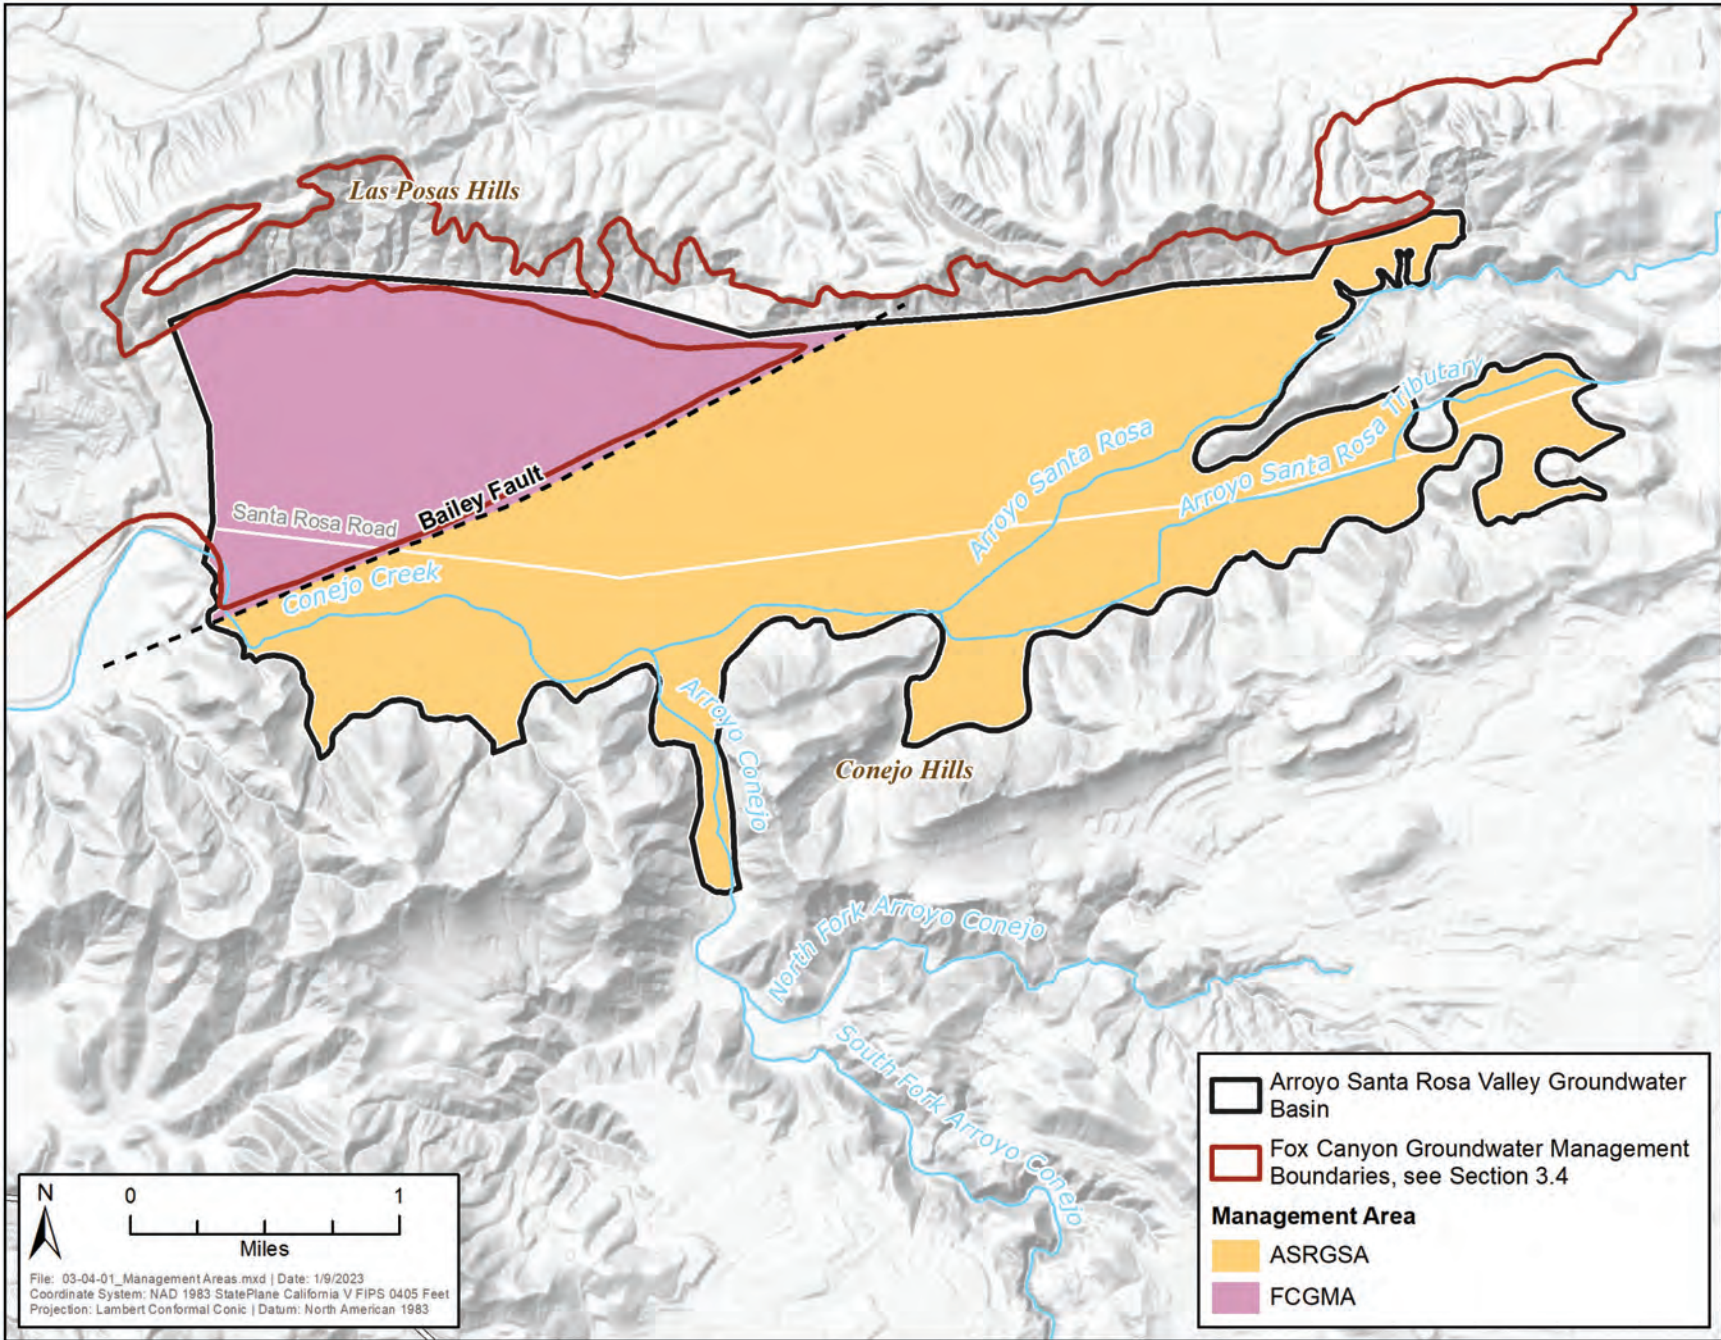 Las Posas Hills
Arroyo Santa Rosa Tributary
Arroyo Santa Rosa
Bailey Fault
Santa Rosa Road
Conejo Creek
Arroyo Conejo
Conejo Hills
North Fork Arroyo Conejo
South Fork Arroyo Conejo
Arroyo Santa Rosa Valley Groundwater
Basin
Fox Canyon Groundwater Management
Boundaries, see Section 3.4
Management Area
ASRGSA
FCGMA
N
0 1
Miles
File: 03-04-01_Management Areas.mxd | Date: 1/9/2023
Coordinate System: NAD 1983 StatePlane California V FIPS 0405 Feet
Projection: Lambert Conformal Conic | Datum: North American 1983